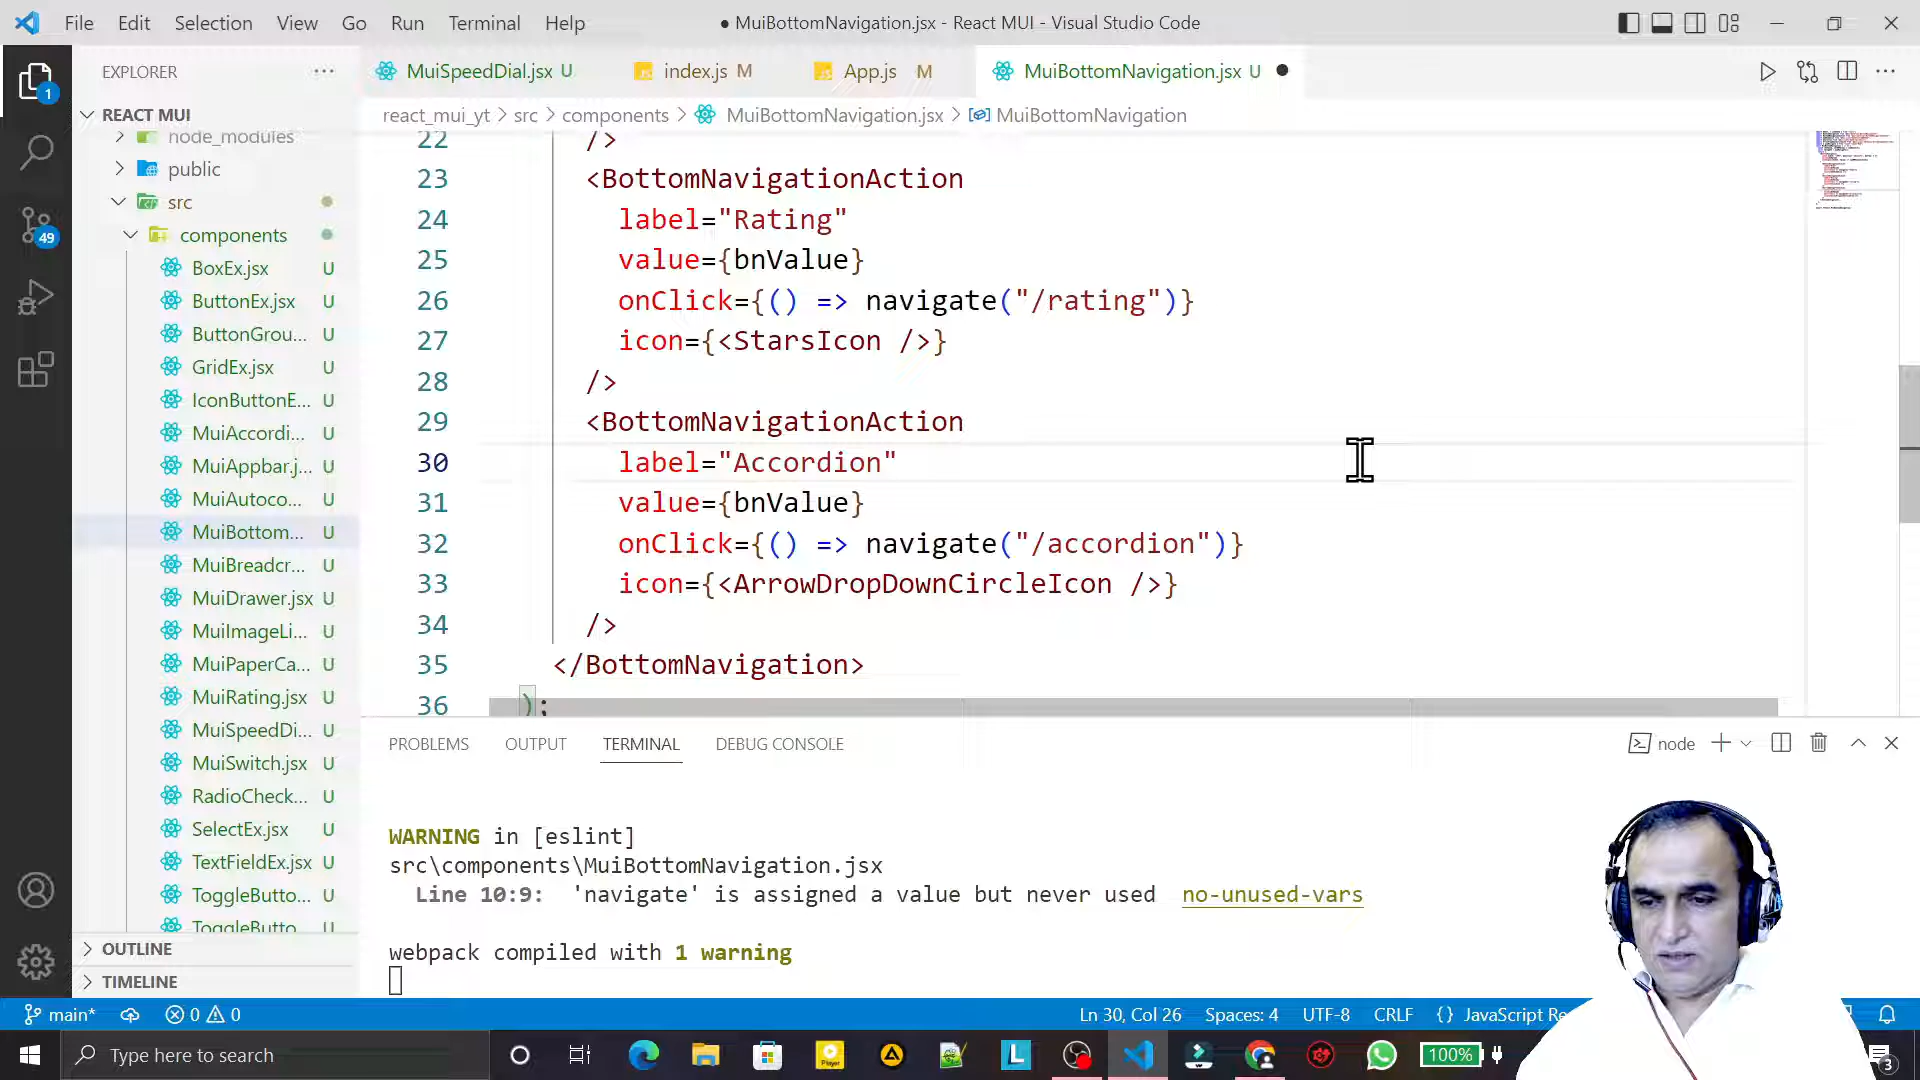 File Edit Selection View Go Run Terminal Help
● MuiBottomNavigation.jsx - React MUI - Visual Studio Code
EXPLORER ...
MuiSpeedDial.jsx U
index.js M
App.js M
MuiBottomNavigation.jsx U ●
REACT MUI
react_mui_yt > src > components > MuiBottomNavigation.jsx > MuiBottomNavigation
node_modules
public
src
components
BoxEx.jsx U
ButtonEx.jsx U
ButtonGrou... U
GridEx.jsx U
IconButtonE... U
MuiAccordi... U
MuiAppbar.j... U
MuiAutoco... U
MuiBottom... U
MuiBreadcr... U
MuiDrawer.jsx U
MuiImageLi... U
MuiPaperCa... U
MuiRating.jsx U
MuiSpeedDi... U
MuiSwitch.jsx U
RadioCheck... U
SelectEx.jsx U
TextFieldEx.jsx U
ToggleButto... U
ToggleButto
OUTLINE
TIMELINE
1
49
22 />
23 <BottomNavigationAction
24 label="Rating"
25 value={bnValue}
26 onClick={() => navigate("/rating")}
27 icon={<StarsIcon />}
28 />
29 <BottomNavigationAction
30 label="Accordion"
31 value={bnValue}
32 onClick={() => navigate("/accordion")}
33 icon={<ArrowDropDownCircleIcon />}
34 />
35 </BottomNavigation>
36 );
PROBLEMS OUTPUT TERMINAL DEBUG CONSOLE
node
WARNING in [eslint]
src\components\MuiBottomNavigation.jsx
Line 10:9: 'navigate' is assigned a value but never used no-unused-vars
webpack compiled with 1 warning
main* 0 0
Ln 30, Col 26 Spaces: 4 UTF-8 CRLF {} JavaScript Re
Type here to search
L
Player
100%
3